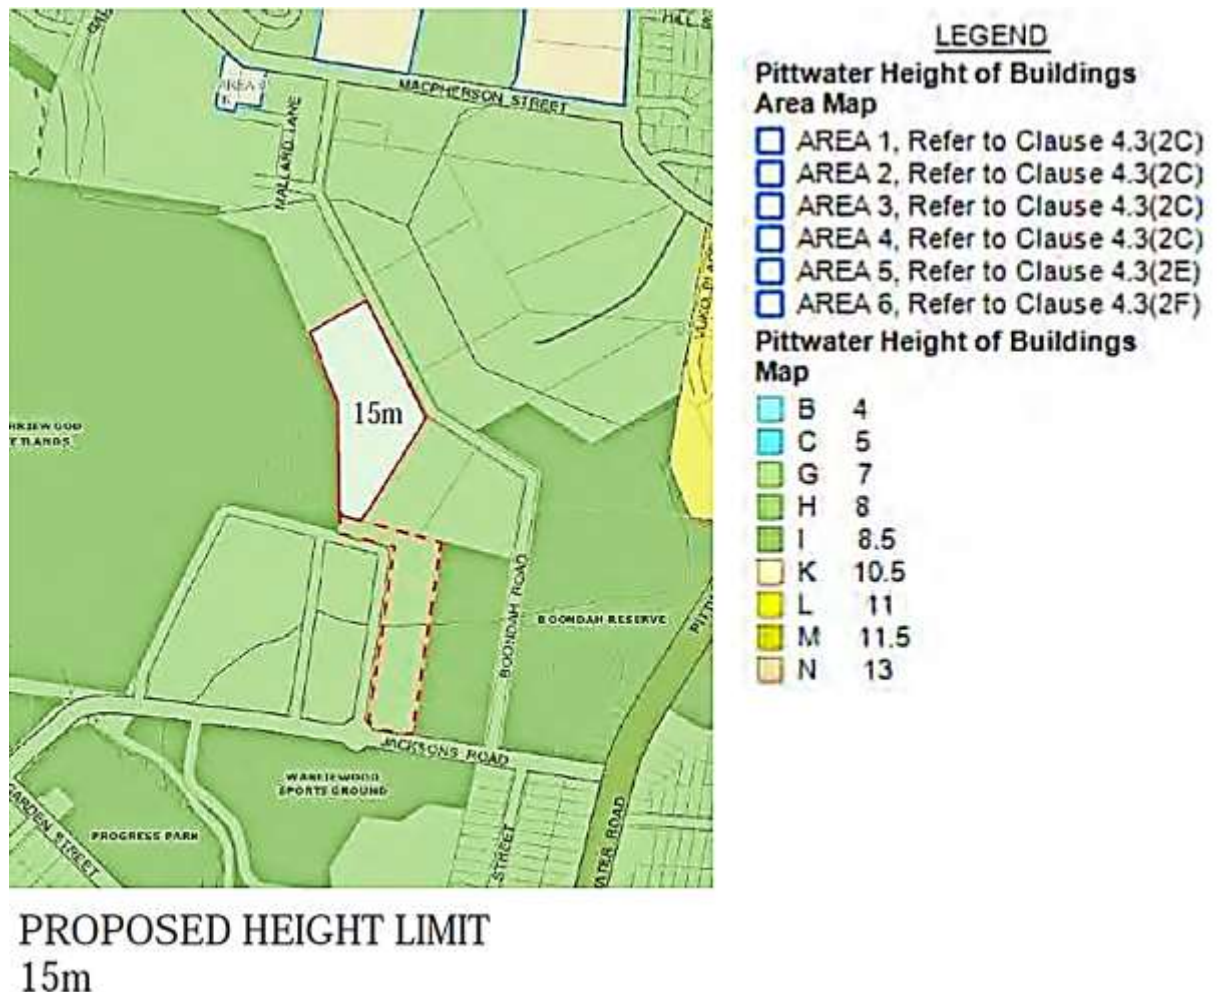 HILL
MACPHERSON STREET
AREA
MALLARD LANE
15m
BOONDAH ROAD
BOONDAH RESERVE
JACKSONS ROAD
WARRIEWOOD
SPORTS GROUND
PROGRESS PARK
GARDEN STREET
STREET
ATER ROAD
LEGEND
Pittwater Height of Buildings
Area Map
AREA 1, Refer to Clause 4.3(2C)
AREA 2, Refer to Clause 4.3(2C)
AREA 3, Refer to Clause 4.3(2C)
AREA 4, Refer to Clause 4.3(2C)
AREA 5, Refer to Clause 4.3(2E)
AREA 6, Refer to Clause 4.3(2F)
Pittwater Height of Buildings
Map
B 4
C 5
G 7
H 8
I 8.5
K 10.5
L 11
M 11.5
N 13
PROPOSED HEIGHT LIMIT
15m